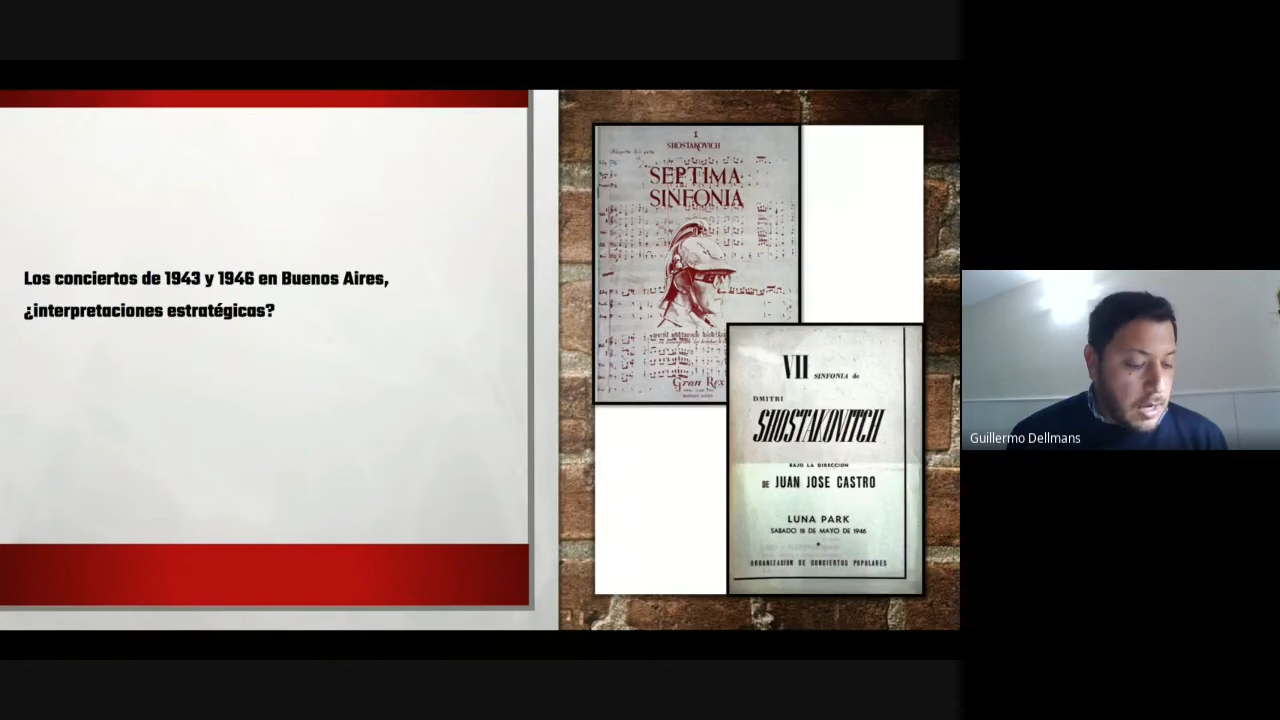 Los conciertos de 1943 y 1946 en Buenos Aires,
¿interpretaciones estratégicas?
I
SHOSTAKOVICH
SEPTIMA
SINFONIA
Gran Rex
BUENOS AIRES
VII SINFONIA de
DMITRI
SHOSTAKOVITCH
BAJO LA DIRECCION
DE JUAN JOSE CASTRO
LUNA PARK
SABADO 18 DE MAYO DE 1946
ORGANIZACION DE CONCIERTOS POPULARES
Guillermo Dellmans